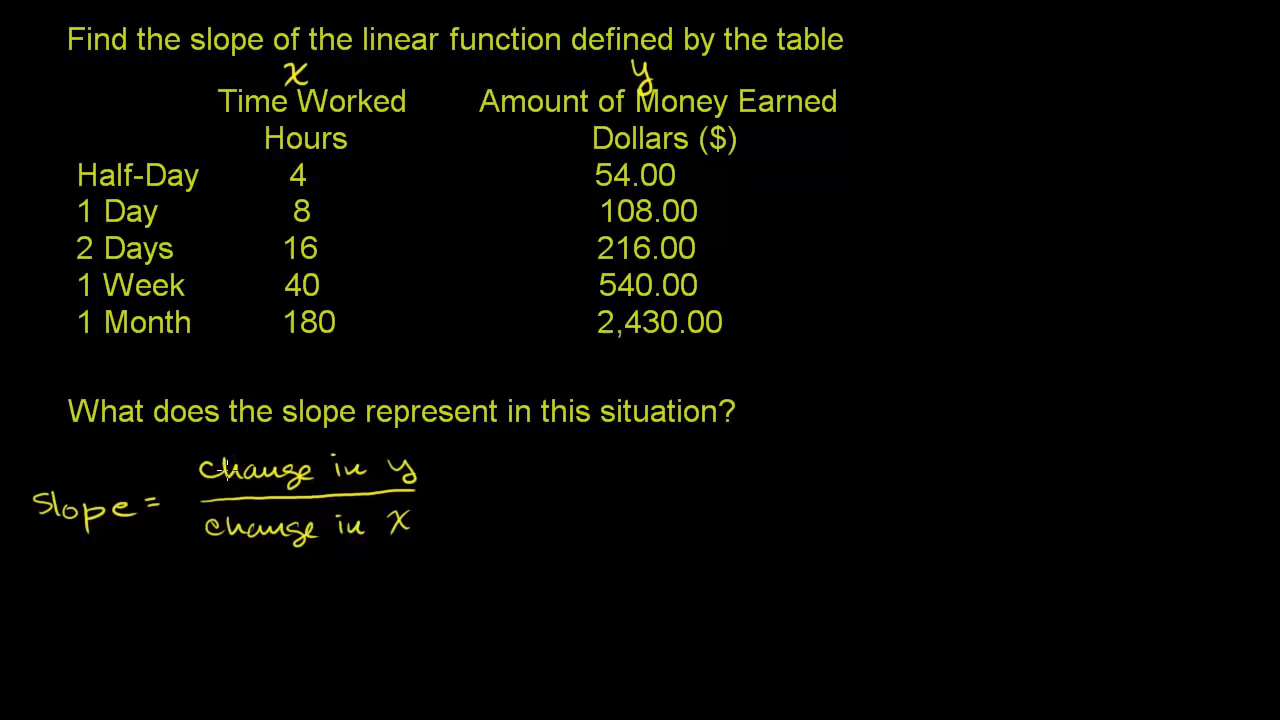 Find the slope of the linear function defined by the table
x y
Time Worked Amount of Money Earned
Hours Dollars ($)
Half-Day 4 54.00
1 Day 8 108.00
2 Days 16 216.00
1 Week 40 540.00
1 Month 180 2,430.00
What does the slope represent in this situation?
change in y
slope =
change in x